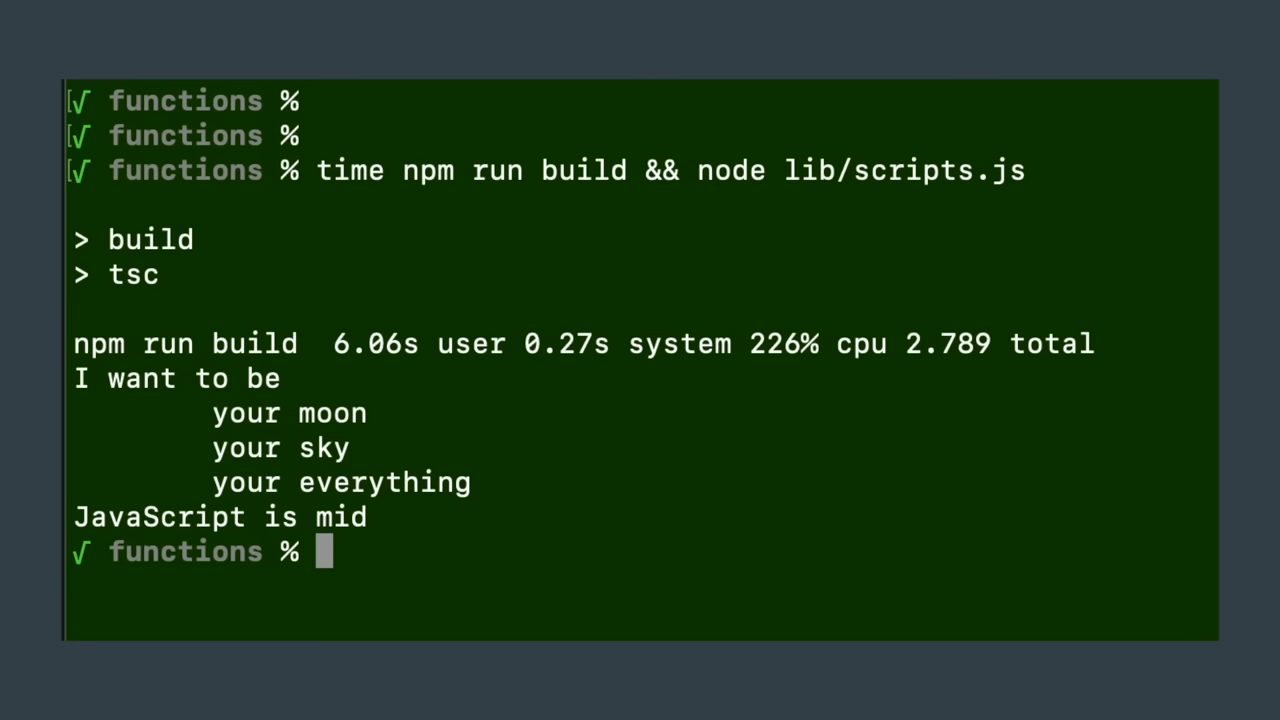 [√ functions %
[√ functions %
[√ functions % time npm run build && node lib/scripts.js
> build
> tsc
npm run build  6.06s user 0.27s system 226% cpu 2.789 total
I want to be
        your moon
        your sky
        your everything
JavaScript is mid
√ functions %